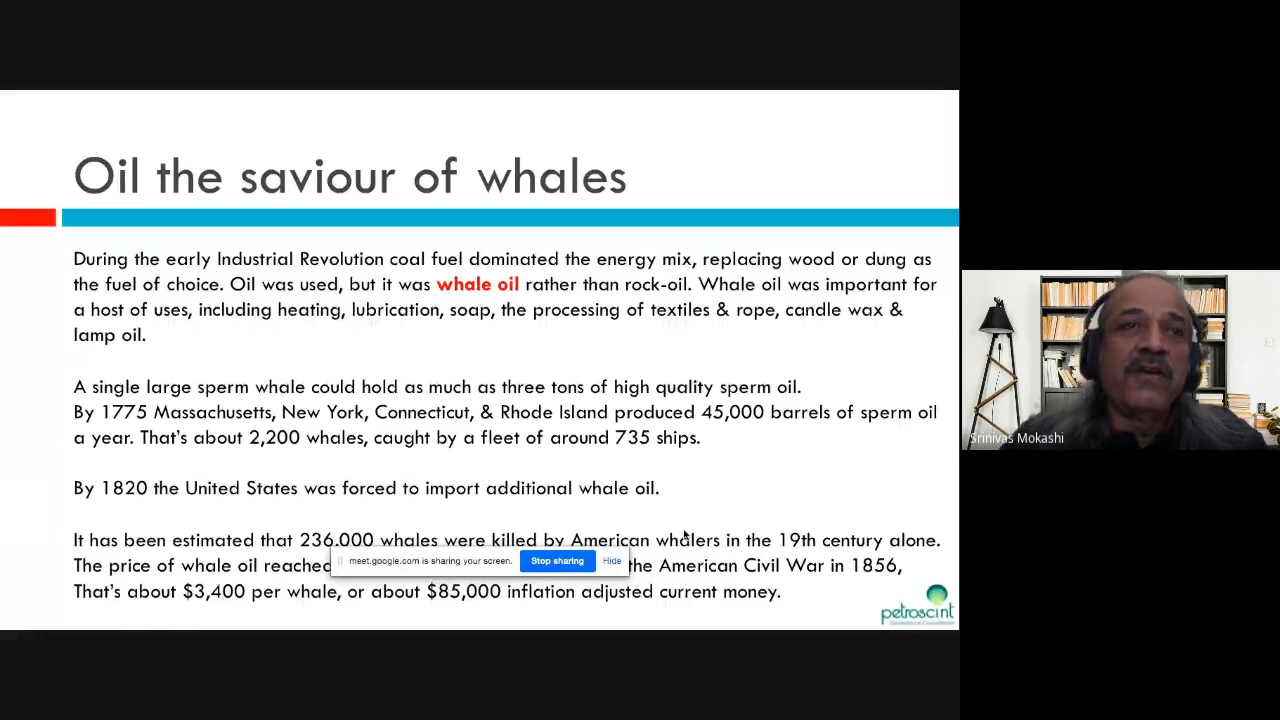 Oil the saviour of whales
During the early Industrial Revolution coal fuel dominated the energy mix, replacing wood or dung as
the fuel of choice. Oil was used, but it was whale oil rather than rock-oil. Whale oil was important for
a host of uses, including heating, lubrication, soap, the processing of textiles & rope, candle wax &
lamp oil.
A single large sperm whale could hold as much as three tons of high quality sperm oil.
By 1775 Massachusetts, New York, Connecticut, & Rhode Island produced 45,000 barrels of sperm oil
a year. That's about 2,200 whales, caught by a fleet of around 735 ships.
By 1820 the United States was forced to import additional whale oil.
It has been estimated that 236,000 whales were killed by American whalers in the 19th century alone.
The price of whale oil reached the American Civil War in 1856,
That's about $3,400 per whale, or about $85,000 inflation adjusted current money.
meet.google.com is sharing your screen. Stop sharing Hide
petroscint
Srinivas Mokashi